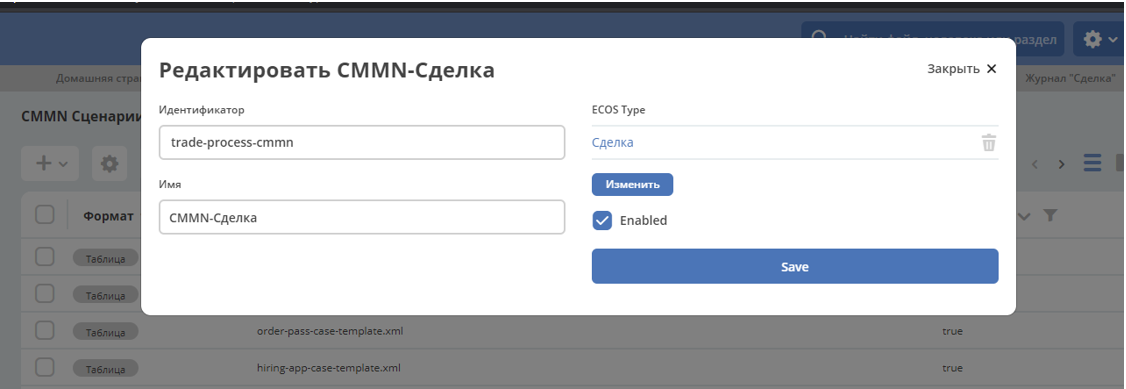 Найти файл, человека или раздел
Домашняя стра
Журнал "Сделка"
CMMN Сценарии
Редактировать CMMN-Сделка
Закрыть
Идентификатор
trade-process-cmmn
Имя
CMMN-Сделка
ECOS Type
Сделка
Изменить
Enabled
Save
Формат
Таблица
Таблица
Таблица
order-pass-case-template.xml
true
Таблица
hiring-app-case-template.xml
true